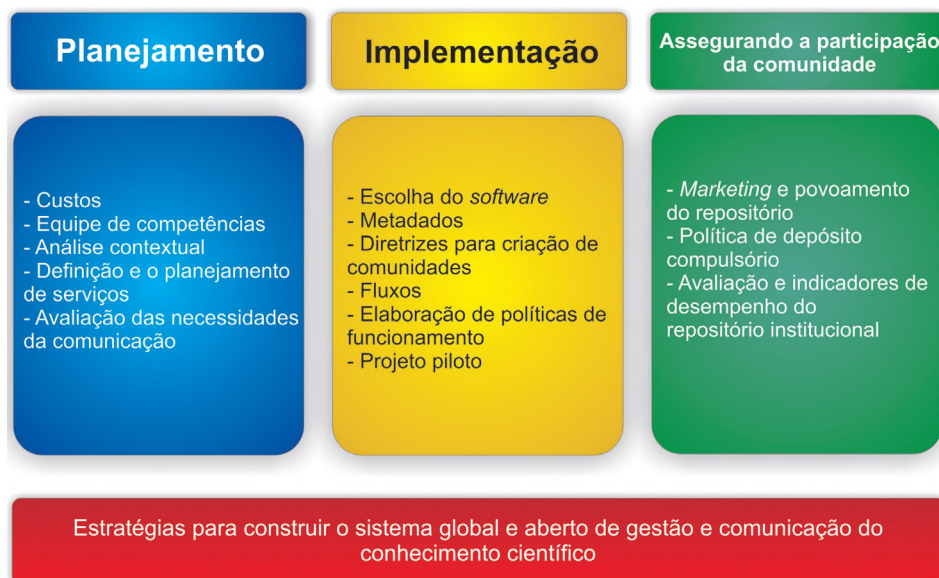 Planejamento
- Custos
- Equipe de competências
- Análise contextual
- Definição e o planejamento
de serviços
- Avaliação das necessidades
da comunicação
Implementação
- Escolha do software
- Metadados
- Diretrizes para criação de
comunidades
- Fluxos
- Elaboração de políticas de
funcionamento
- Projeto piloto
Assegurando a participação
da comunidade
- Marketing e povoamento
do repositório
- Política de depósito
compulsório
- Avaliação e indicadores de
desempenho do
repositório institucional
Estratégias para construir o sistema global e aberto de gestão e comunicação do
conhecimento científico